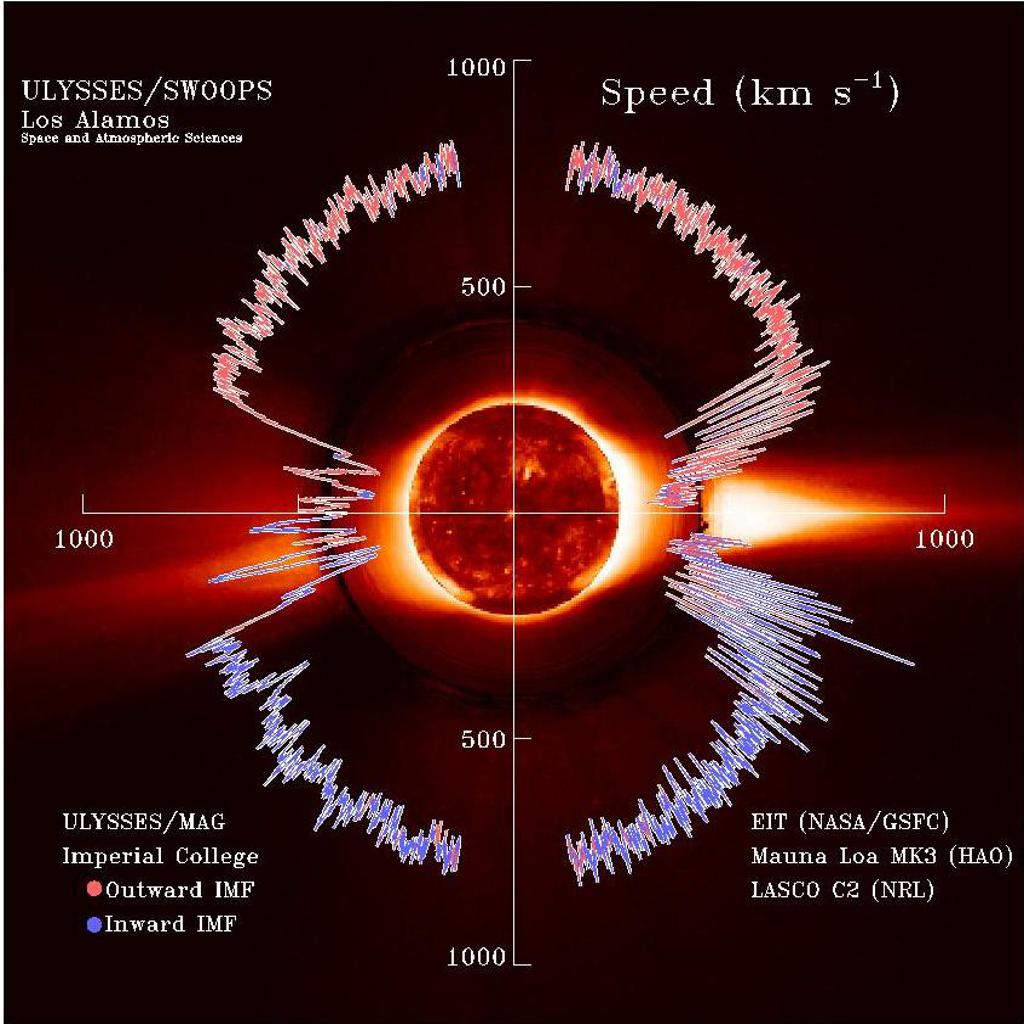 1000
ULYSSES/SWOOPS
Speed (km s⁻¹)
Los Alamos
Space and Atmospheric Sciences
500
1000
1000
500
ULYSSES/MAG
Imperial College
Outward IMF
Inward IMF
EIT (NASA/GSFC)
Mauna Loa MK3 (HAO)
LASCO C2 (NRL)
1000